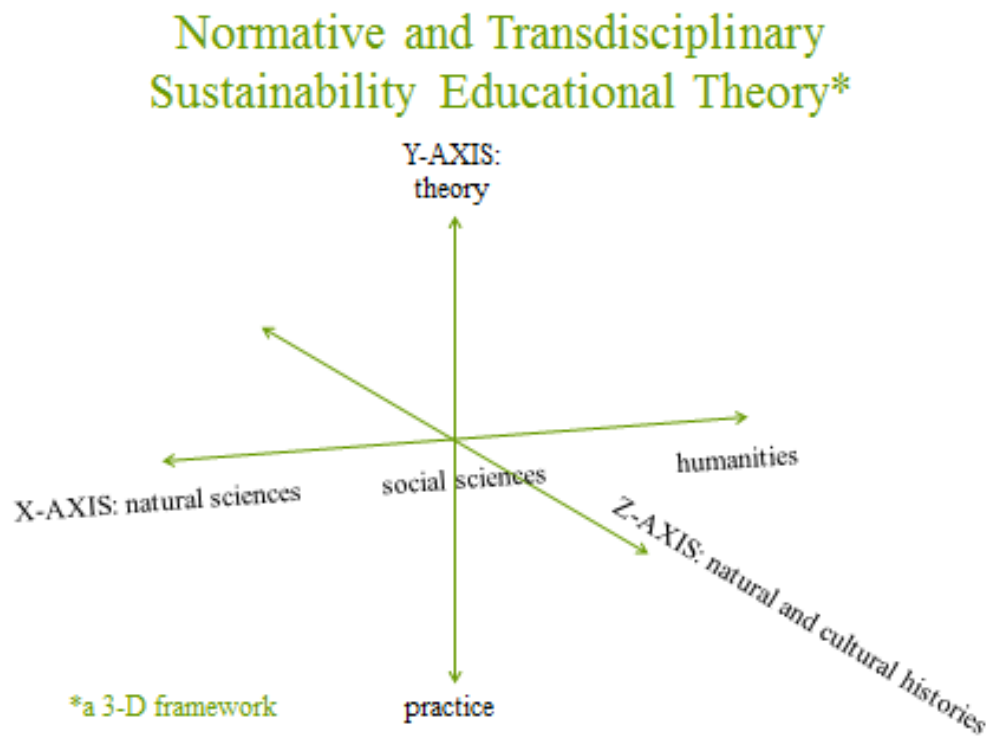 Normative and Transdisciplinary
Sustainability Educational Theory*
Y-AXIS:
theory
X-AXIS: natural sciences
social sciences
humanities
Z-AXIS: natural and cultural histories
*a 3-D framework
practice